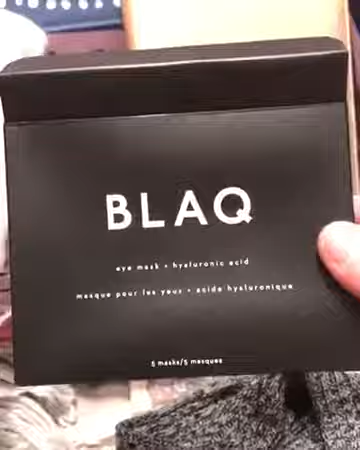 BLAQ
eye mask • hyaluronic acid
masque pour les yeux • acide hyaluronique
5 masks/5 masques